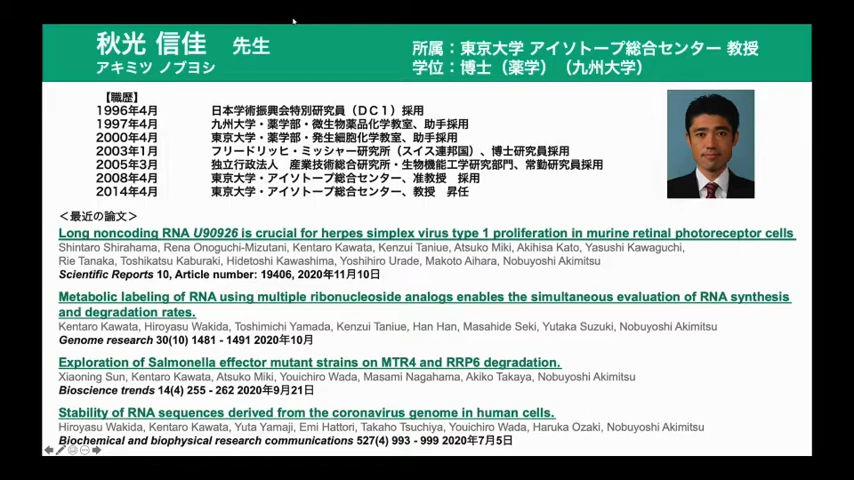 秋光 信佳 先生
アキミツ ノブヨシ
所属：東京大学 アイソトープ総合センター 教授
学位：博士（薬学）（九州大学）
【職歴】
1996年4月 日本学術振興会特別研究員（ＤＣ１）採用
1997年4月 九州大学・薬学部・微生物薬品化学教室、助手採用
2000年4月 東京大学・薬学部・発生細胞化学教室、助手採用
2003年1月 フリードリッヒ・ミッシャー研究所（スイス連邦国）、博士研究員採用
2005年3月 独立行政法人 産業技術総合研究所・生物機能工学研究部門、常勤研究員採用
2008年4月 東京大学・アイソトープ総合センター、准教授 採用
2014年4月 東京大学・アイソトープ総合センター、教授 昇任
＜最近の論文＞
Long noncoding RNA U90926 is crucial for herpes simplex virus type 1 proliferation in murine retinal photoreceptor cells
Shintaro Shirahama, Rena Onoguchi-Mizutani, Kentaro Kawata, Kenzui Taniue, Atsuko Miki, Akihisa Kato, Yasushi Kawaguchi,
Rie Tanaka, Toshikatsu Kaburaki, Hidetoshi Kawashima, Yoshihiro Urade, Makoto Aihara, Nobuyoshi Akimitsu
Scientific Reports 10, Article number: 19406, 2020年11月10日
Metabolic labeling of RNA using multiple ribonucleoside analogs enables the simultaneous evaluation of RNA synthesis
and degradation rates.
Kentaro Kawata, Hiroyasu Wakida, Toshimichi Yamada, Kenzui Taniue, Han Han, Masahide Seki, Yutaka Suzuki, Nobuyoshi Akimitsu
Genome research 30(10) 1481 - 1491 2020年10月
Exploration of Salmonella effector mutant strains on MTR4 and RRP6 degradation.
Xiaoning Sun, Kentaro Kawata, Atsuko Miki, Youichiro Wada, Masami Nagahama, Akiko Takaya, Nobuyoshi Akimitsu
Bioscience trends 14(4) 255 - 262 2020年9月21日
Stability of RNA sequences derived from the coronavirus genome in human cells.
Hiroyasu Wakida, Kentaro Kawata, Yuta Yamaji, Emi Hattori, Takaho Tsuchiya, Youichiro Wada, Haruka Ozaki, Nobuyoshi Akimitsu
Biochemical and biophysical research communications 527(4) 993 - 999 2020年7月5日